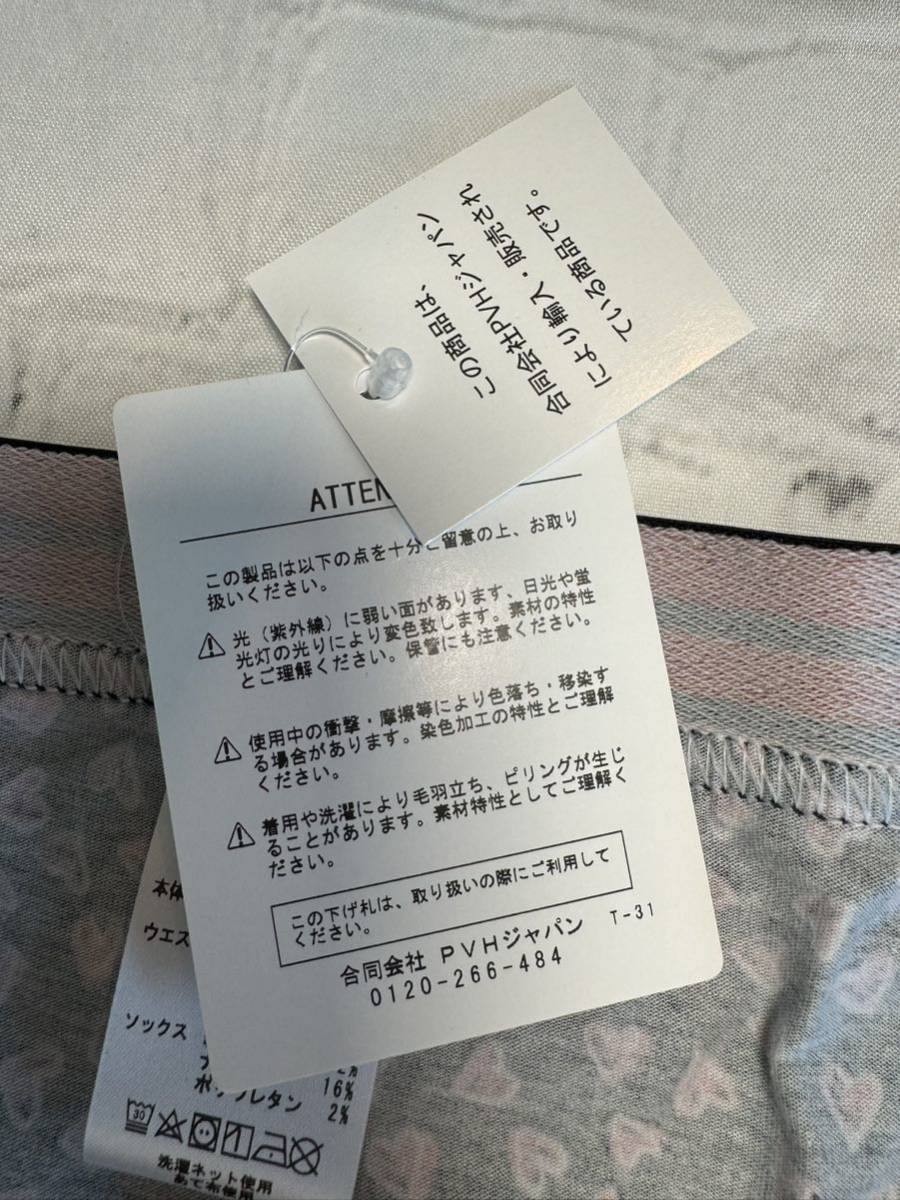 この商品は、
合同会社PVHジャパン
により輸入・販売され
ている商品です。
ATTEN
この製品は以下の点を十分ご留意の上、お取り
扱いください。
光（紫外線）に弱い面があります、日光や蛍
光灯の光りにより変色致します。素材の特性
とご理解ください。保管にも注意ください。
使用中の衝撃・摩擦等により色落ち・移染す
る場合があります。染色加工の特性とご理解
ください。
着用や洗濯により毛羽立ち、ピリングが生じ
ることがあります。素材特性としてご理解く
ださい。
この下げ札は、取り扱いの際にご利用して
ください。
T-31
合同会社 PVHジャパン
0120-266-484
本体
ウエス
ソックス
2%
16%
2%
30
洗濯ネット使用
あて布使用